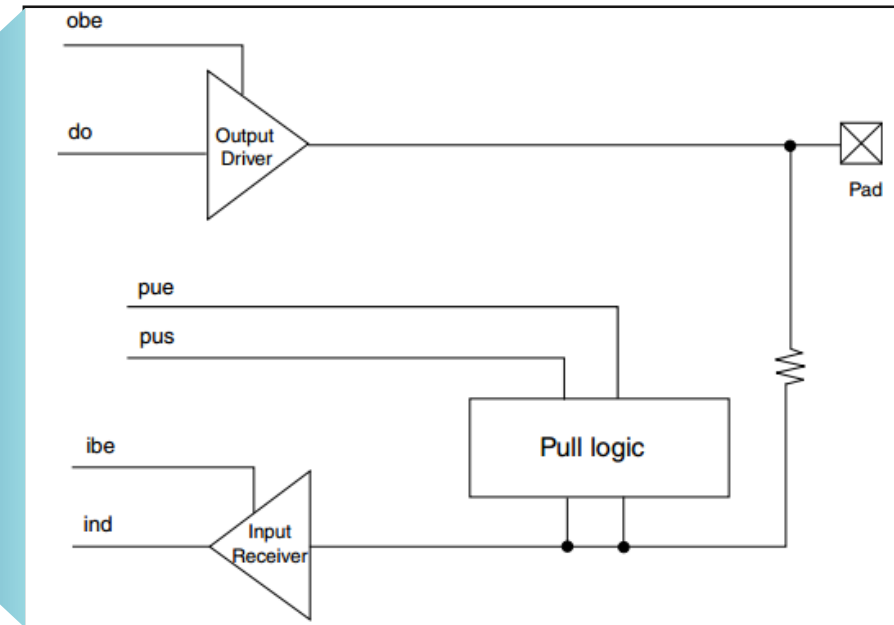 obe
do
Output
Driver
Pad
pue
pus
Pull logic
ibe
ind
Input
Receiver